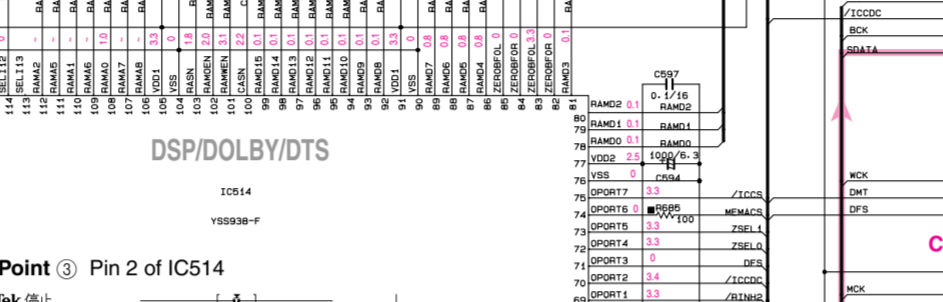 /ICCDC
BCK
SDATA
SELI12
SELI13
RAMA2
RAMA5
RAMA1
RAMA6
RAMA0
RAMA7
RAMA8
VDD1
VSS
RASN
RAMOEN
RAMWEN
CASN
RAMD15
RAMD14
RAMD13
RAMD12
RAMD11
RAMD10
RAMD9
RAMD8
VDD1
VSS
RAMD7
RAMD6
RAMD5
RAMD4
RAMD3
0 ~ ~ ~ ~ 1.0 ~ ~ 3.3 0 1.8 2.0 3.1 2.2 0.1 0.1 0.1 0.1 0.1 0.1 0.1 0.1 3.3 0 0.8 0.8 0.8 0.8 0 0 3.3 0 0.1
114 113 112 111 110 109 108 107 106 105 104 103 102 101 100 99 98 97 96 95 94 93 92 91 90 89 88 87 86 85 84 83 82 81
C597
0.1/16
RAMD2 0.1 RAMD2
80
RAMD1 0.1 RAMD1
79
RAMD0 0.1 RAMD0
78
VDD2 2.5 1000/6.3
77
VSS 0 C594
76
OPORT7 3.3 /ICCS
75
OPORT6 0 R685 100 MEMACS
74
OPORT5 3.3 ZSEL1
73
OPORT4 3.3 ZSEL0
72
OPORT3 0 DFS
71
OPORT2 3.4 /ICCDC
70
OPORT1 3.3 /RINH2
69
WCK
DMT
DFS
C
MCK
DSP/DOLBY/DTS
IC514
YSS938-F
Point ③ Pin 2 of IC514
Tek 停止